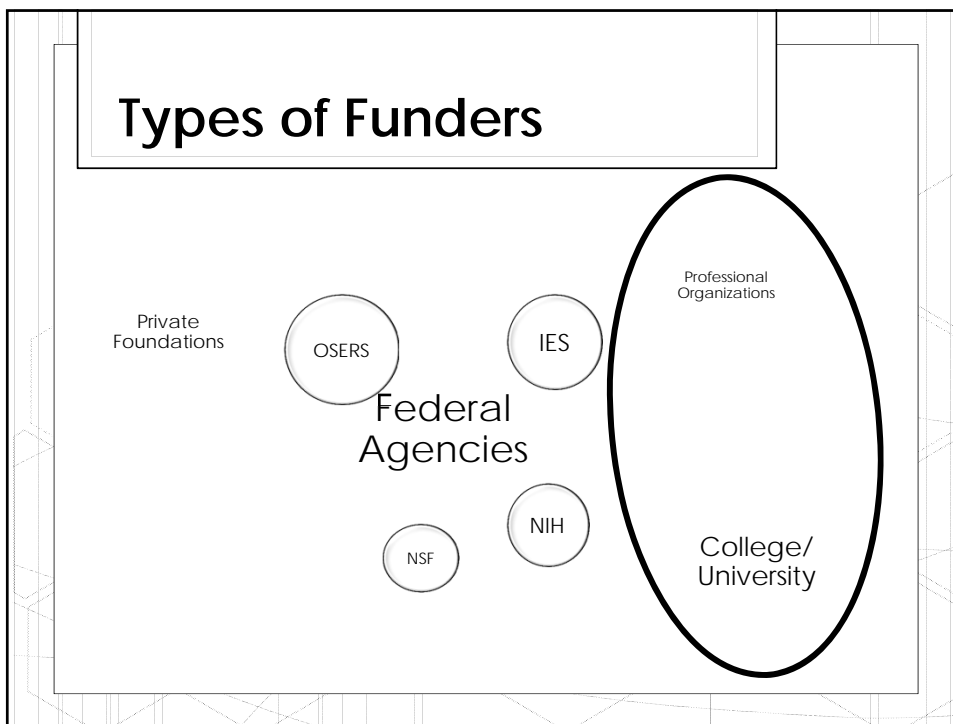 Types of Funders
Professional
Organizations
Private
Foundations
OSERS
IES
Federal
Agencies
NIH
NSF
College/
University